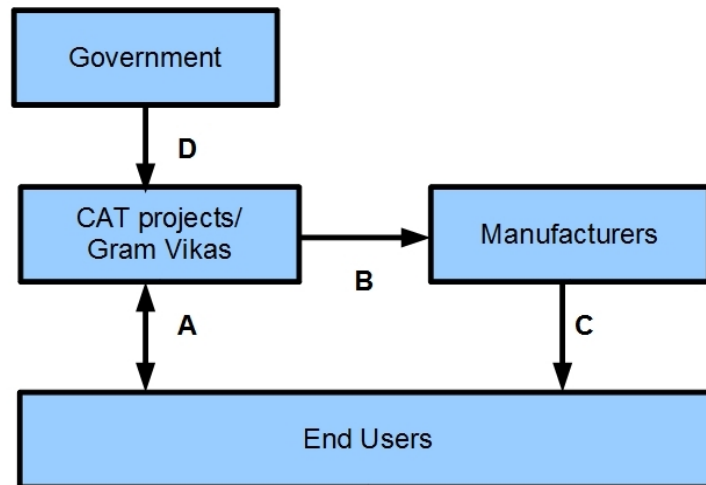 Government
D
CAT projects/
Gram Vikas
Manufacturers
B
A
C
End Users